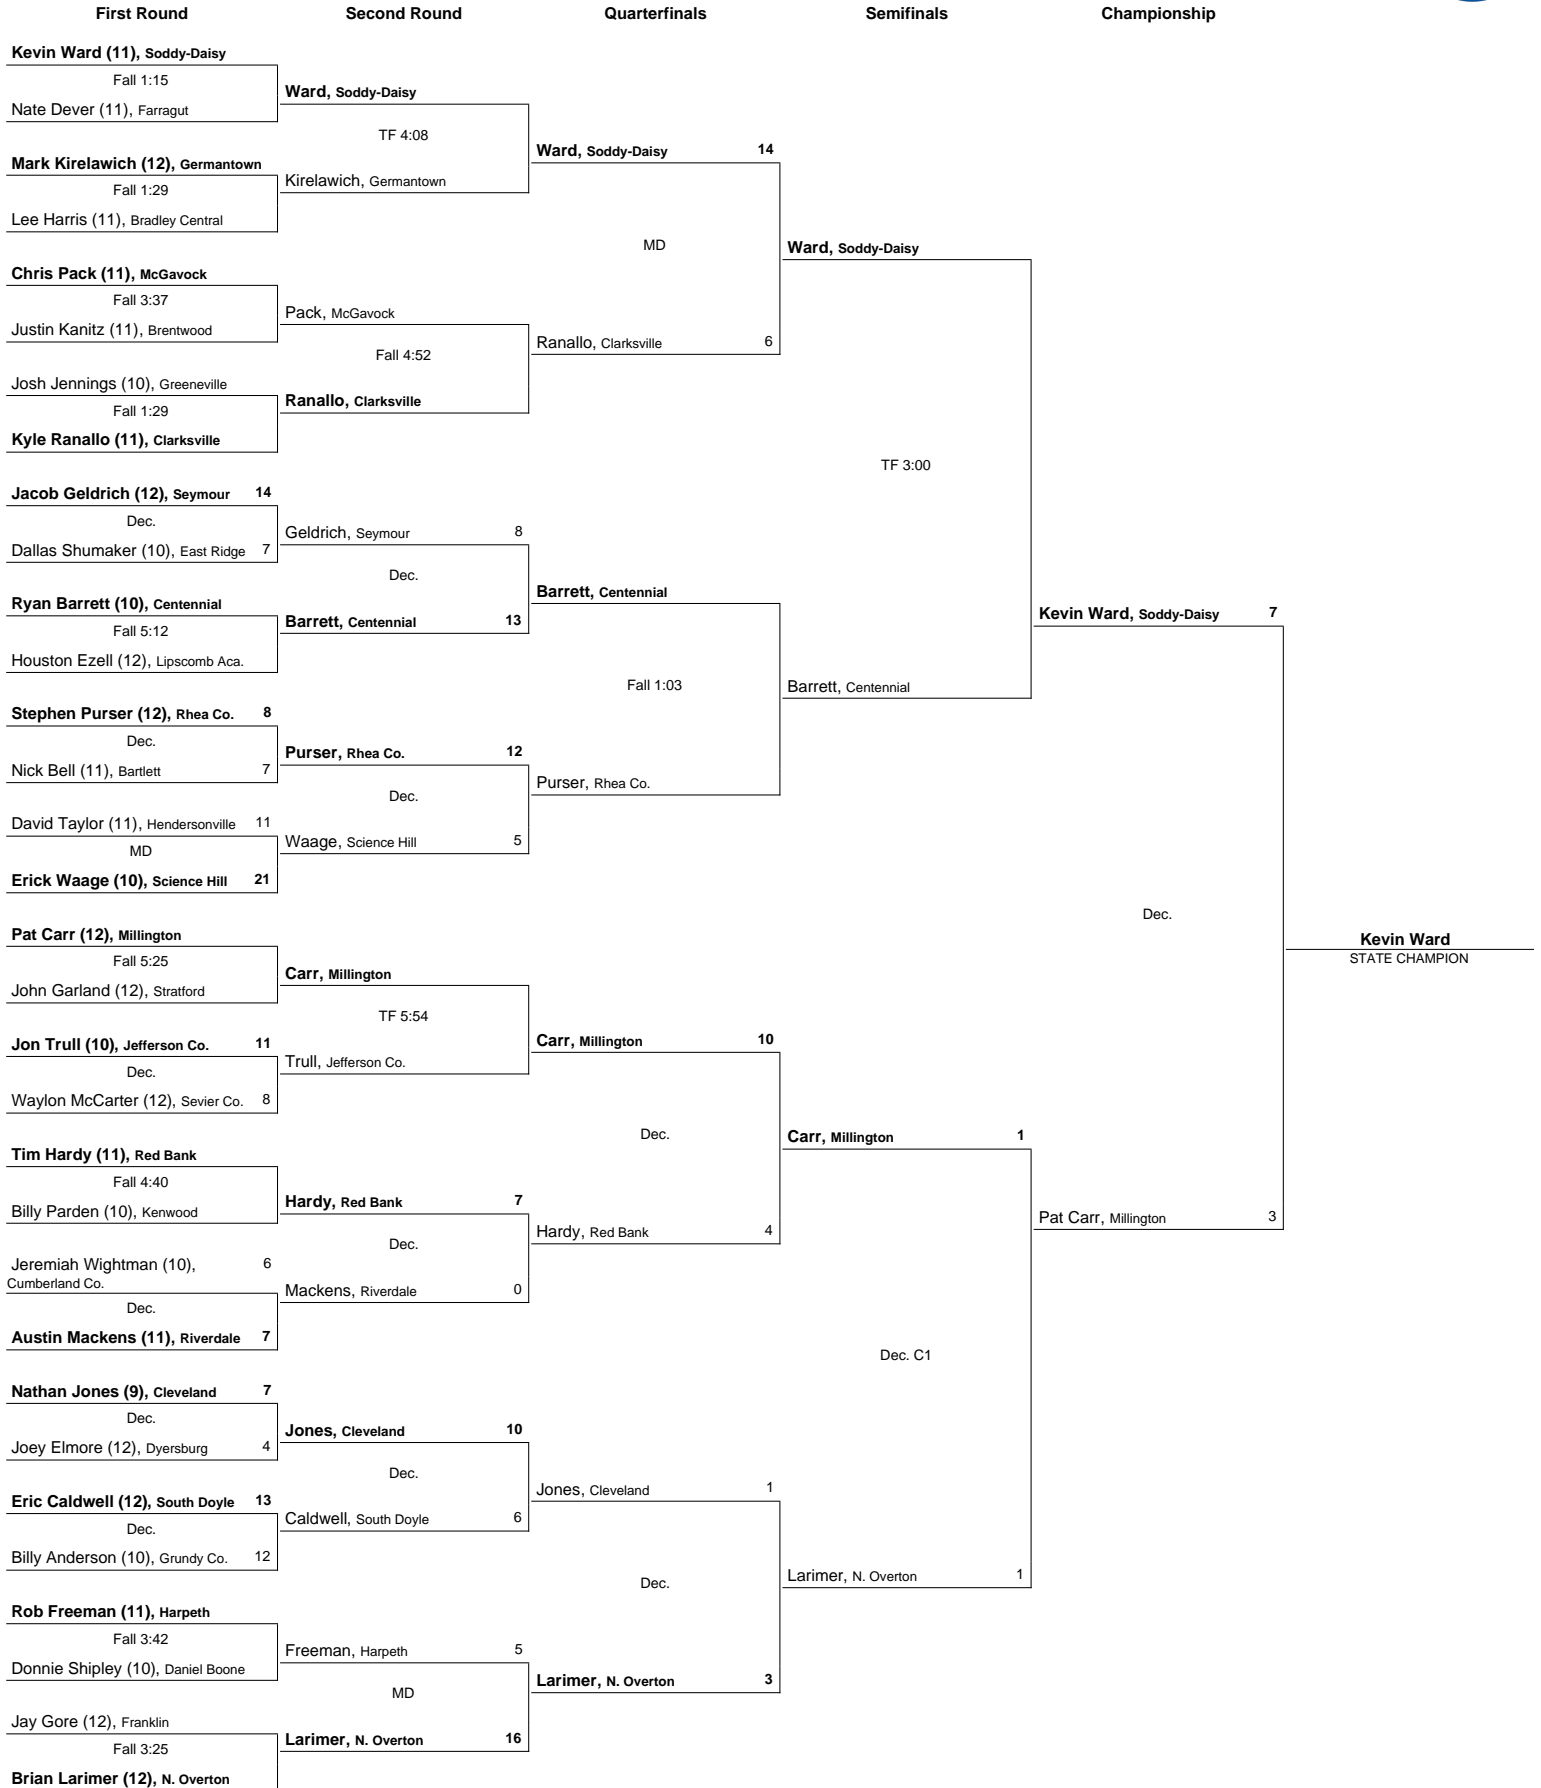 First Round Second Round Quarterfinals Semifinals Championship
Kevin Ward (11), Soddy-Daisy
Fall 1:15
Nate Dever (11), Farragut
Mark Kirelawich (12), Germantown
Fall 1:29
Lee Harris (11), Bradley Central
Chris Pack (11), McGavock
Fall 3:37
Justin Kanitz (11), Brentwood
Josh Jennings (10), Greeneville
Fall 1:29
Kyle Ranallo (11), Clarksville
Jacob Geldrich (12), Seymour 14
Dec.
Dallas Shumaker (10), East Ridge 7
Ryan Barrett (10), Centennial
Fall 5:12
Houston Ezell (12), Lipscomb Aca.
Stephen Purser (12), Rhea Co. 8
Dec.
Nick Bell (11), Bartlett 7
David Taylor (11), Hendersonville 11
MD
Erick Waage (10), Science Hill 21
Pat Carr (12), Millington
Fall 5:25
John Garland (12), Stratford
Jon Trull (10), Jefferson Co. 11
Dec.
Waylon McCarter (12), Sevier Co. 8
Tim Hardy (11), Red Bank
Fall 4:40
Billy Parden (10), Kenwood
Jeremiah Wightman (10), 6
Cumberland Co.
Dec.
Austin Mackens (11), Riverdale 7
Nathan Jones (9), Cleveland 7
Dec.
Joey Elmore (12), Dyersburg 4
Eric Caldwell (12), South Doyle 13
Dec.
Billy Anderson (10), Grundy Co. 12
Rob Freeman (11), Harpeth
Fall 3:42
Donnie Shipley (10), Daniel Boone
Jay Gore (12), Franklin
Fall 3:25
Brian Larimer (12), N. Overton
Ward, Soddy-Daisy
TF 4:08
Kirelawich, Germantown
Pack, McGavock
Fall 4:52
Ranallo, Clarksville
Geldrich, Seymour 8
Dec.
Barrett, Centennial 13
Purser, Rhea Co. 12
Dec.
Waage, Science Hill 5
Carr, Millington
TF 5:54
Trull, Jefferson Co.
Hardy, Red Bank 7
Dec.
Mackens, Riverdale 0
Jones, Cleveland 10
Dec.
Caldwell, South Doyle 6
Freeman, Harpeth 5
MD
Larimer, N. Overton 16
Ward, Soddy-Daisy 14
MD
Ranallo, Clarksville 6
Barrett, Centennial
Fall 1:03
Purser, Rhea Co.
Carr, Millington 10
Dec.
Hardy, Red Bank 4
Jones, Cleveland 1
Dec.
Larimer, N. Overton 3
Ward, Soddy-Daisy
TF 3:00
Barrett, Centennial
Carr, Millington 1
Dec. C1
Larimer, N. Overton 1
Kevin Ward, Soddy-Daisy 7
Dec.
Pat Carr, Millington 3
Kevin Ward
STATE CHAMPION